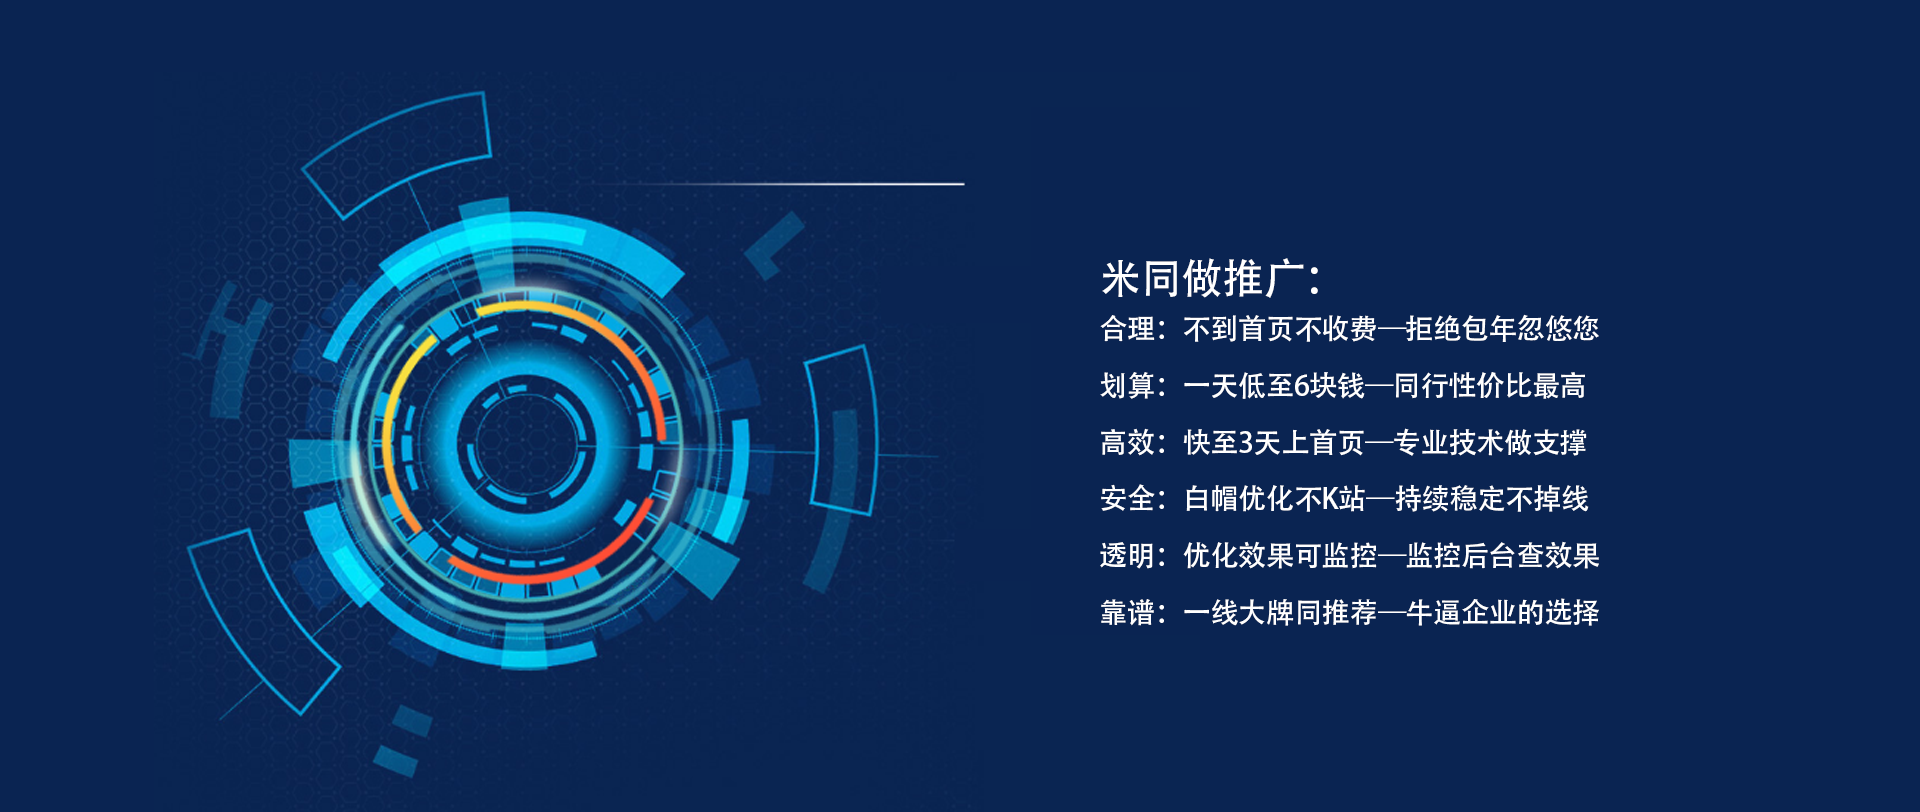 米同做推广：
合理：不到首页不收费—拒绝包年忽悠您
划算：一天低至6块钱—同行性价比最高
高效：快至3天上首页—专业技术做支撑
安全：白帽优化不K站—持续稳定不掉线
透明：优化效果可监控—监控后台查效果
靠谱：一线大牌同推荐—牛逼企业的选择